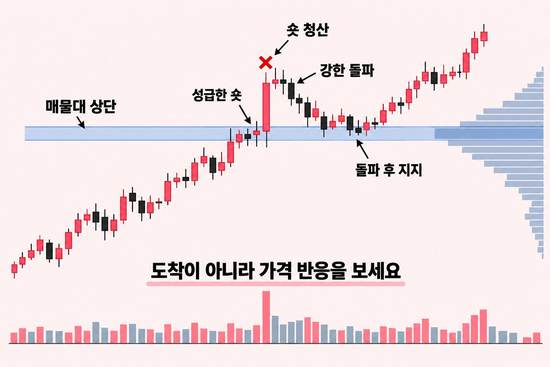 숏 청산
강한 돌파
성급한 숏
매물대 상단
돌파 후 지지
도착이 아니라 가격 반응을 보세요